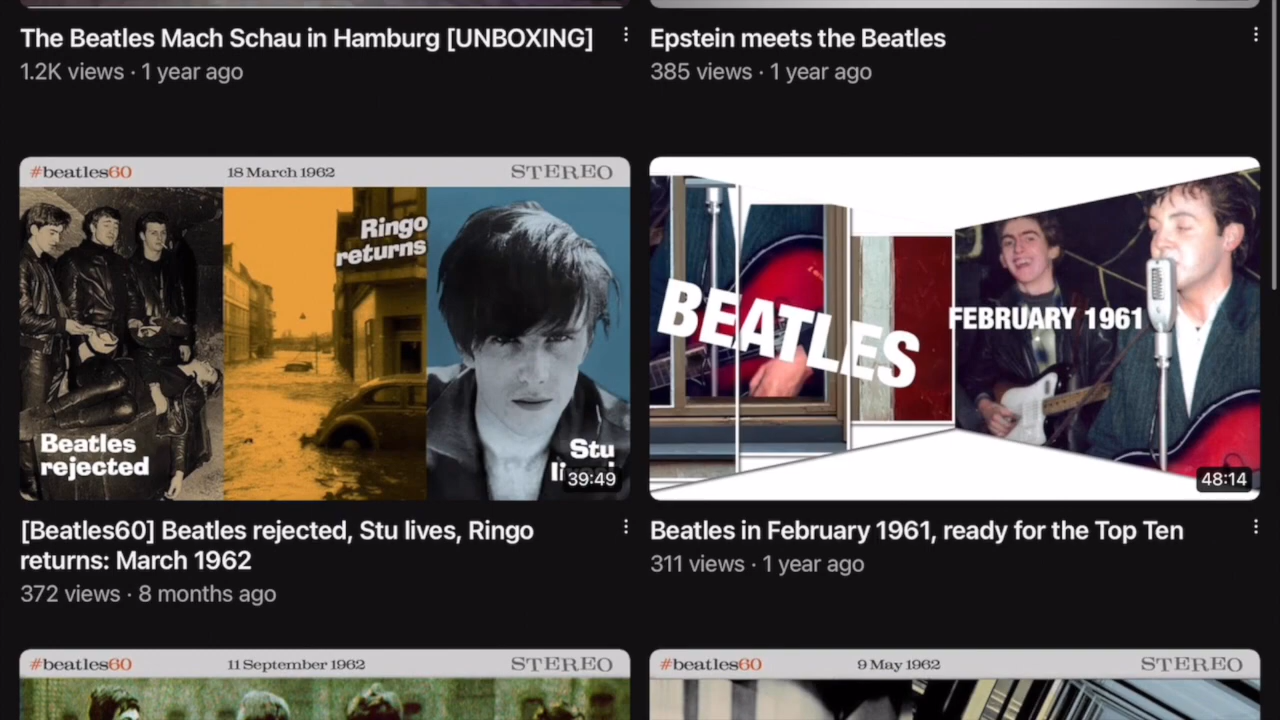 The Beatles Mach Schau in Hamburg [UNBOXING]
1.2K views · 1 year ago
Epstein meets the Beatles
385 views · 1 year ago
#beatles60 18 March 1962 STEREO
Ringo
returns
Beatles
rejected
Stu
39:49
[Beatles60] Beatles rejected, Stu lives, Ringo
returns: March 1962
372 views · 8 months ago
BEATLES
FEBRUARY 1961
48:14
Beatles in February 1961, ready for the Top Ten
311 views · 1 year ago
#beatles60 11 September 1962 STEREO
#beatles60 9 May 1962 STEREO